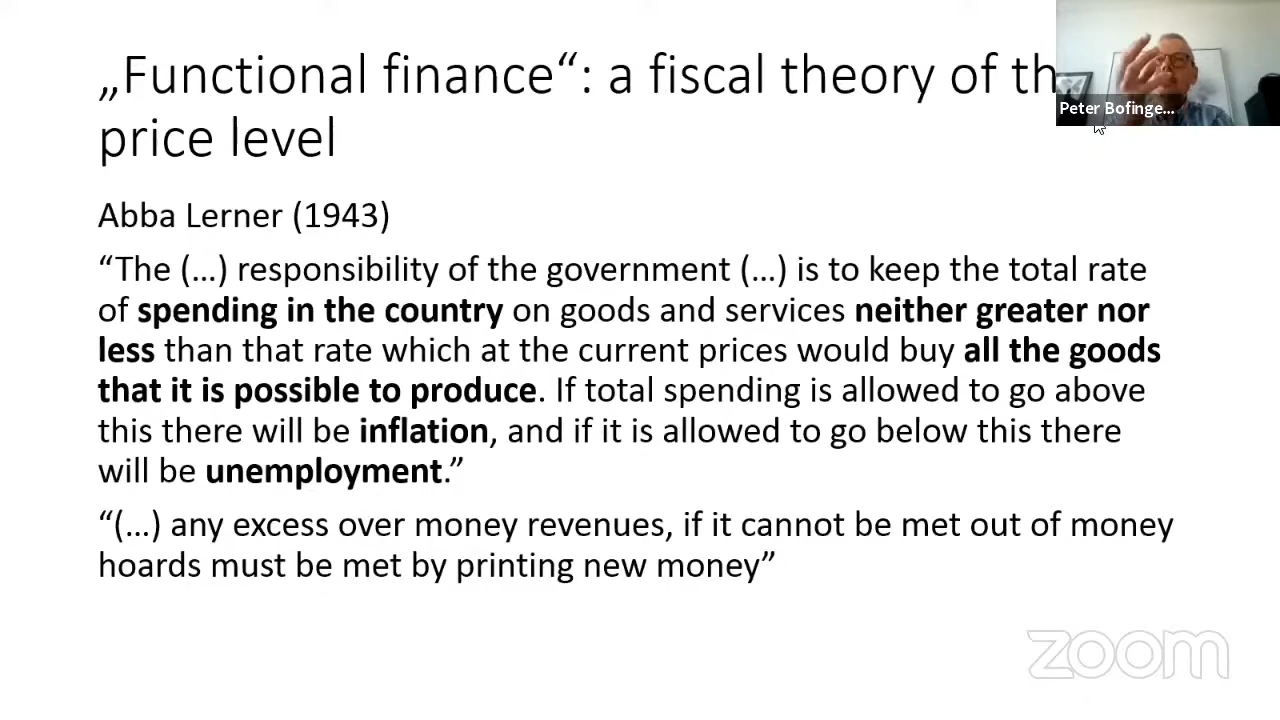 „Functional finance“: a fiscal theory of th
price level
Peter Bofinge...
Abba Lerner (1943)
“The (…) responsibility of the government (…) is to keep the total rate
of spending in the country on goods and services neither greater nor
less than that rate which at the current prices would buy all the goods
that it is possible to produce. If total spending is allowed to go above
this there will be inflation, and if it is allowed to go below this there
will be unemployment.”
“(…) any excess over money revenues, if it cannot be met out of money
hoards must be met by printing new money”
zoom